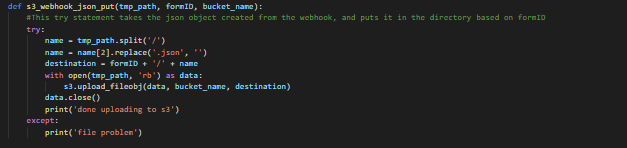 def s3_webhook_json_put(tmp_path, formID, bucket_name):
#This try statement takes the json object created from the webhook, and puts it in the directory based on formID
try:
name = tmp_path.split('/')
name = name[2].replace('.json', '')
destination = formID + '/' + name
with open(tmp_path, 'rb') as data:
s3.upload_fileobj(data, bucket_name, destination)
data.close()
print('done uploading to s3')
except:
print('file problem')